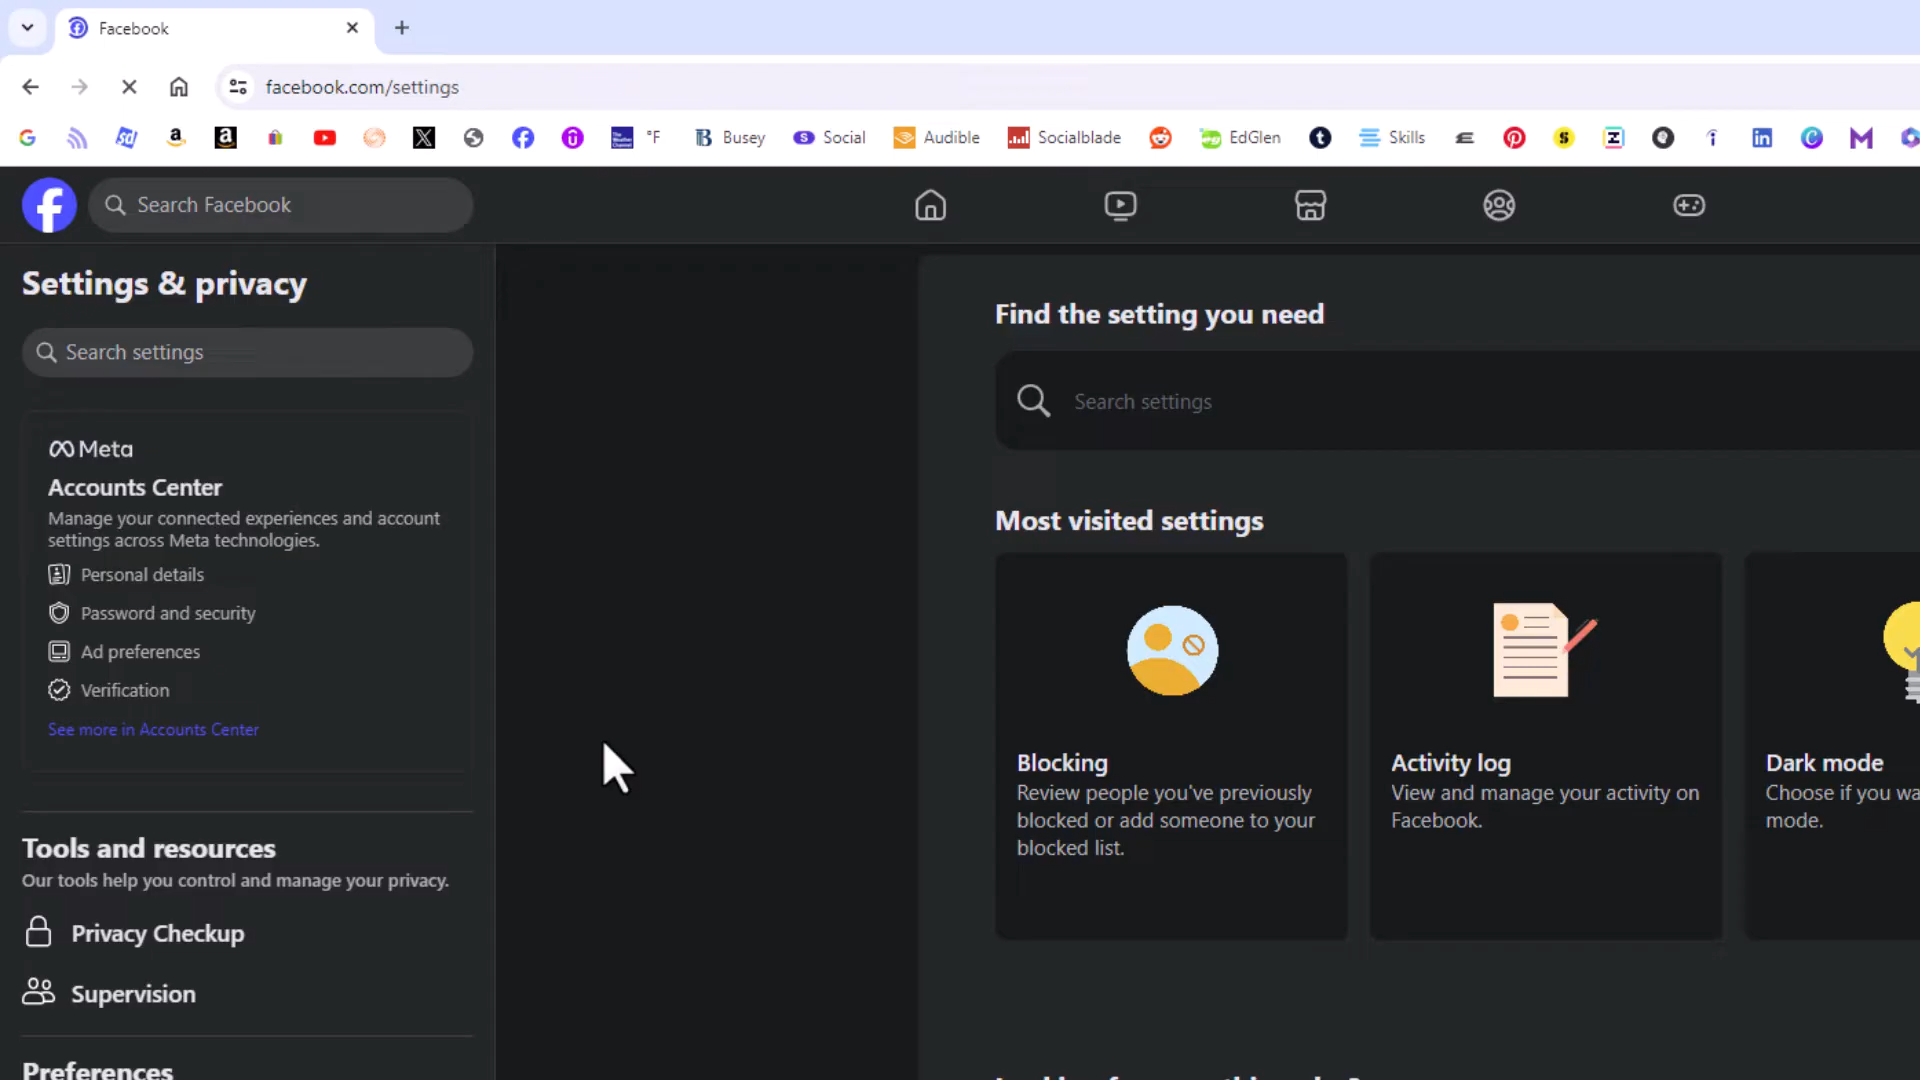 Facebook
facebook.com/settings
°F
Busey
Social
Audible
Socialblade
EdGlen
Skills
Search Facebook
Settings & privacy
Search settings
Meta
Accounts Center
Manage your connected experiences and account
settings across Meta technologies.
Personal details
Password and security
Ad preferences
Verification
See more in Accounts Center
Tools and resources
Our tools help you control and manage your privacy.
Privacy Checkup
Supervision
Preferences
Find the setting you need
Search settings
Most visited settings
Blocking
Review people you've previously
blocked or add someone to your
blocked list.
Activity log
View and manage your activity on
Facebook.
Dark mode
Choose if you wa
mode.